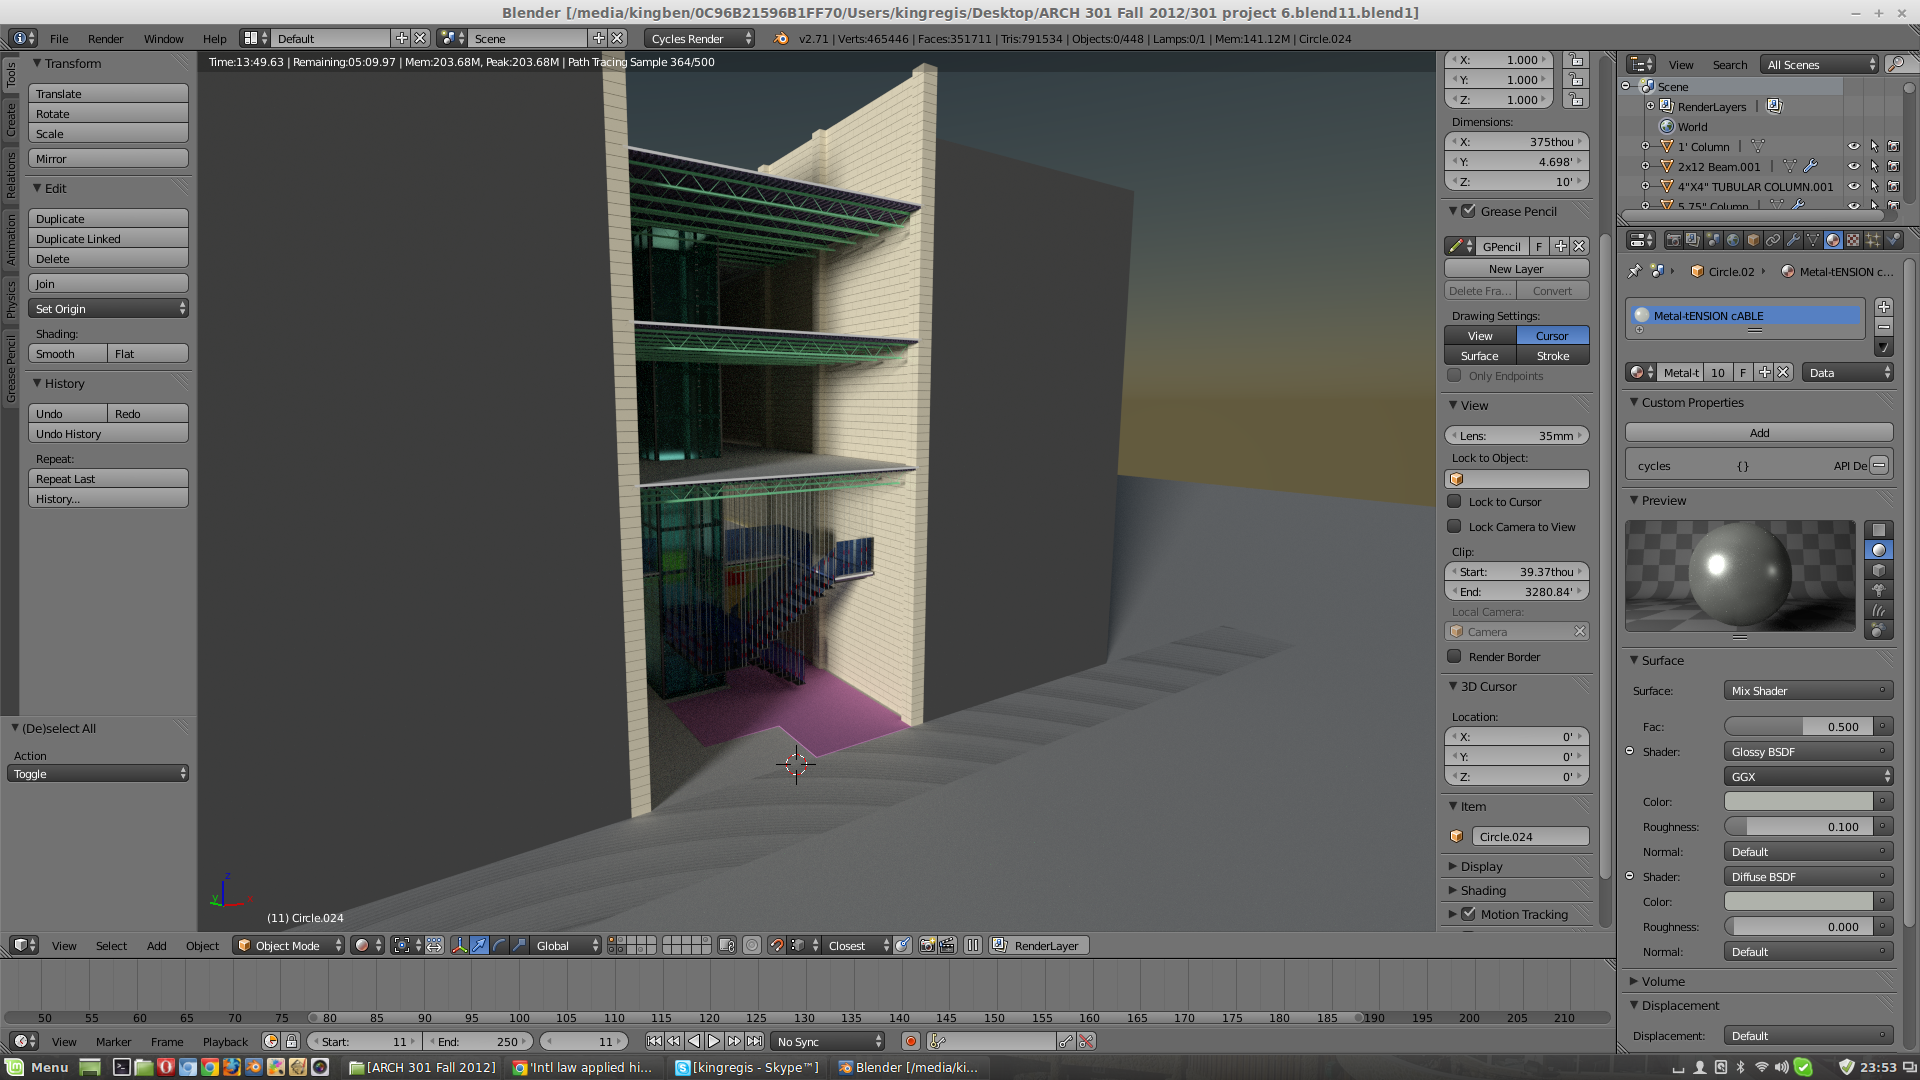 Blender [/media/kingben/0C96B21596B1FF70/Users/kingregis/Desktop/ARCH 301 Fall 2012/301 project 6.blend11.blend1]
File Render Window Help Default Scene Cycles Render v2.71 | Verts:465446 | Faces:351711 | Tris:791534 | Objects:0/448 | Lamps:0/1 | Mem:141.12M | Circle.024
Time:13:49.63 | Remaining:05:09.97 | Mem:203.68M, Peak:203.68M | Path Tracing Sample 364/500
Tools
Create
Relations
Animation
Physics
Grease Pencil
Transform
Translate
Rotate
Scale
Mirror
Edit
Duplicate
Duplicate Linked
Delete
Join
Set Origin
Shading:
Smooth Flat
History
Undo Redo
Undo History
Repeat:
Repeat Last
History...
(De)select All
Action
Toggle
z
y
(11) Circle.024
X: 1.000
Y: 1.000
Z: 1.000
Dimensions:
X: 375thou
Y: 4.698'
Z: 10'
Grease Pencil
GPencil F
New Layer
Delete Fra... Convert
Drawing Settings:
View Cursor
Surface Stroke
Only Endpoints
View
Lens: 35mm
Lock to Object:
Lock to Cursor
Lock Camera to View
Clip:
Start: 39.37thou
End: 3280.84'
Local Camera:
Camera
Render Border
3D Cursor
Location:
X: 0'
Y: 0'
Z: 0'
Item
Circle.024
Display
Shading
Motion Tracking
View Search All Scenes
Scene
RenderLayers |
World
1' Column |
2x12 Beam.001 |
4"X4" TUBULAR COLUMN.001
5.75" Column |
Circle.02 Metal-tENSION c...
Metal-tENSION cABLE
Metal-t 10 F Data
Custom Properties
Add
cycles {} API De
Preview
Surface
Surface: Mix Shader
Fac: 0.500
Shader: Glossy BSDF
GGX
Color:
Roughness: 0.100
Normal: Default
Shader: Diffuse BSDF
Color:
Roughness: 0.000
Normal: Default
Volume
Displacement
Displacement: Default
View Select Add Object Object Mode Global Closest RenderLayer
50 55 60 65 70 75 80 85 90 95 100 105 110 115 120 125 130 135 140 145 150 155 160 165 170 175 180 185 190 195 200 205 210
View Marker Frame Playback Start: 11 End: 250 11 No Sync
Menu [ARCH 301 Fall 2012] 'Intl law applied hi... [kingregis - Skype™] Blender [/media/ki... 23:53